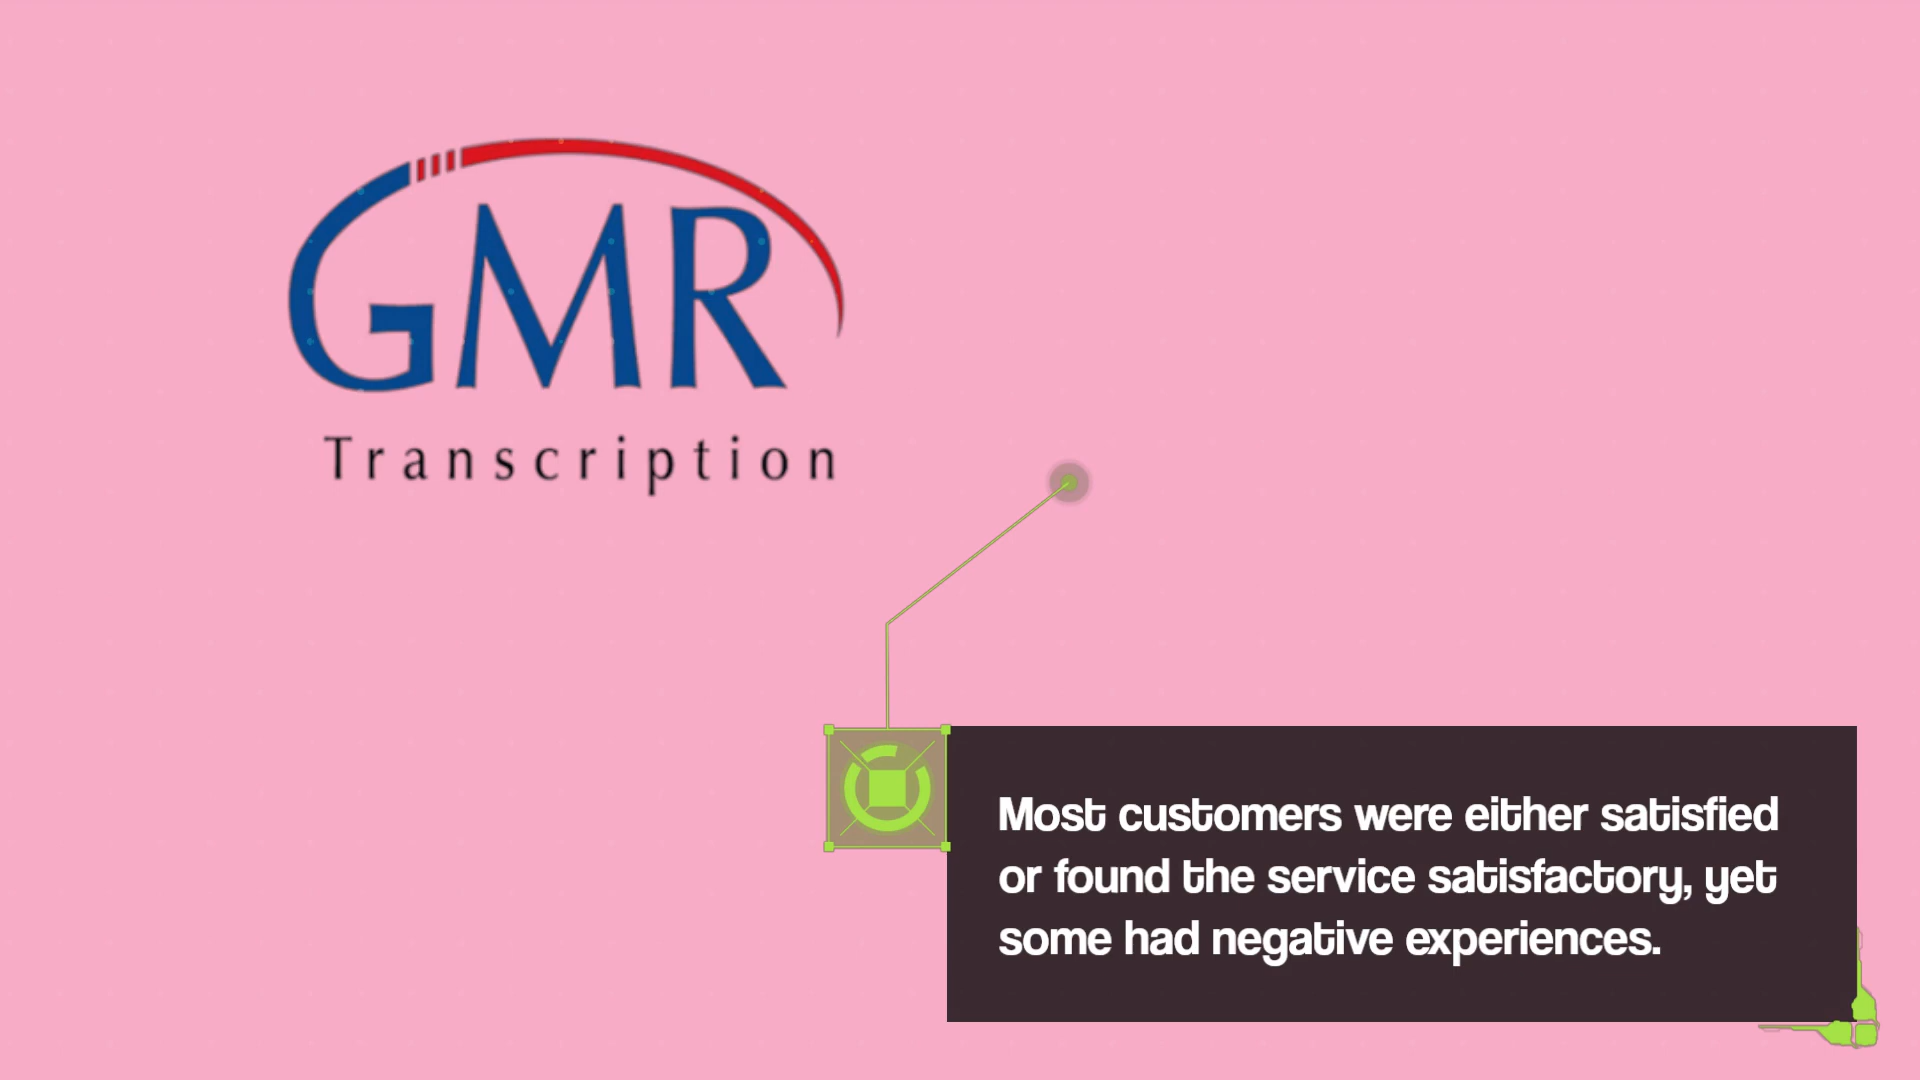 GMR
Transcription
Most customers were either satisfied
or found the service satisfactory, yet
some had negative experiences.